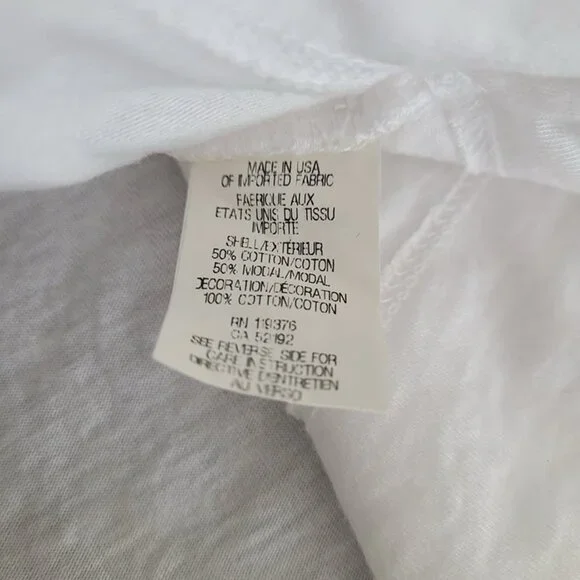 MADE IN USA
OF IMPORTED FABRIC
FABRIQUE AUX
ETATS UNIS DU TISSU
IMPORTE
SHELL/EXTÉRIEUR
50% COTTON/COTON
50% MODAL/MODAL
DECORATION/DÉCORATION
100% COTTON/COTON
RN 119376
CA 52192
SEE REVERSE SIDE FOR
CARE INSTRUCTION
DIRECTIVE D'ENTRETIEN
AU VERSO